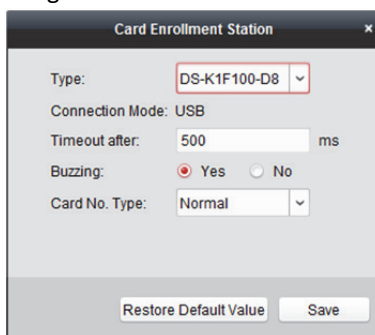 Card Enrollment Station ×
Type: DS-K1F100-D8
Connection Mode: USB
Timeout after: 500 ms
Buzzing: Yes No
Card No. Type: Normal
Restore Default Value Save